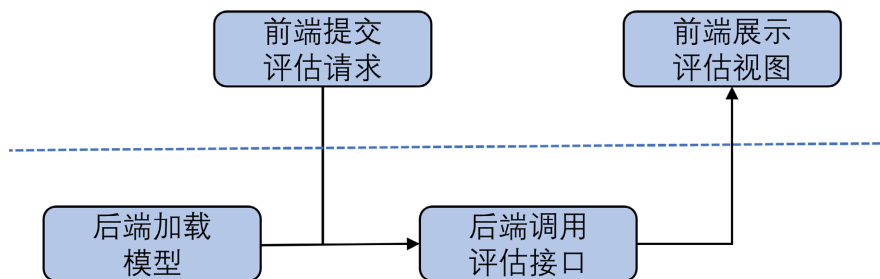 前端提交
评估请求
前端展示
评估视图
后端加载
模型
后端调用
评估接口